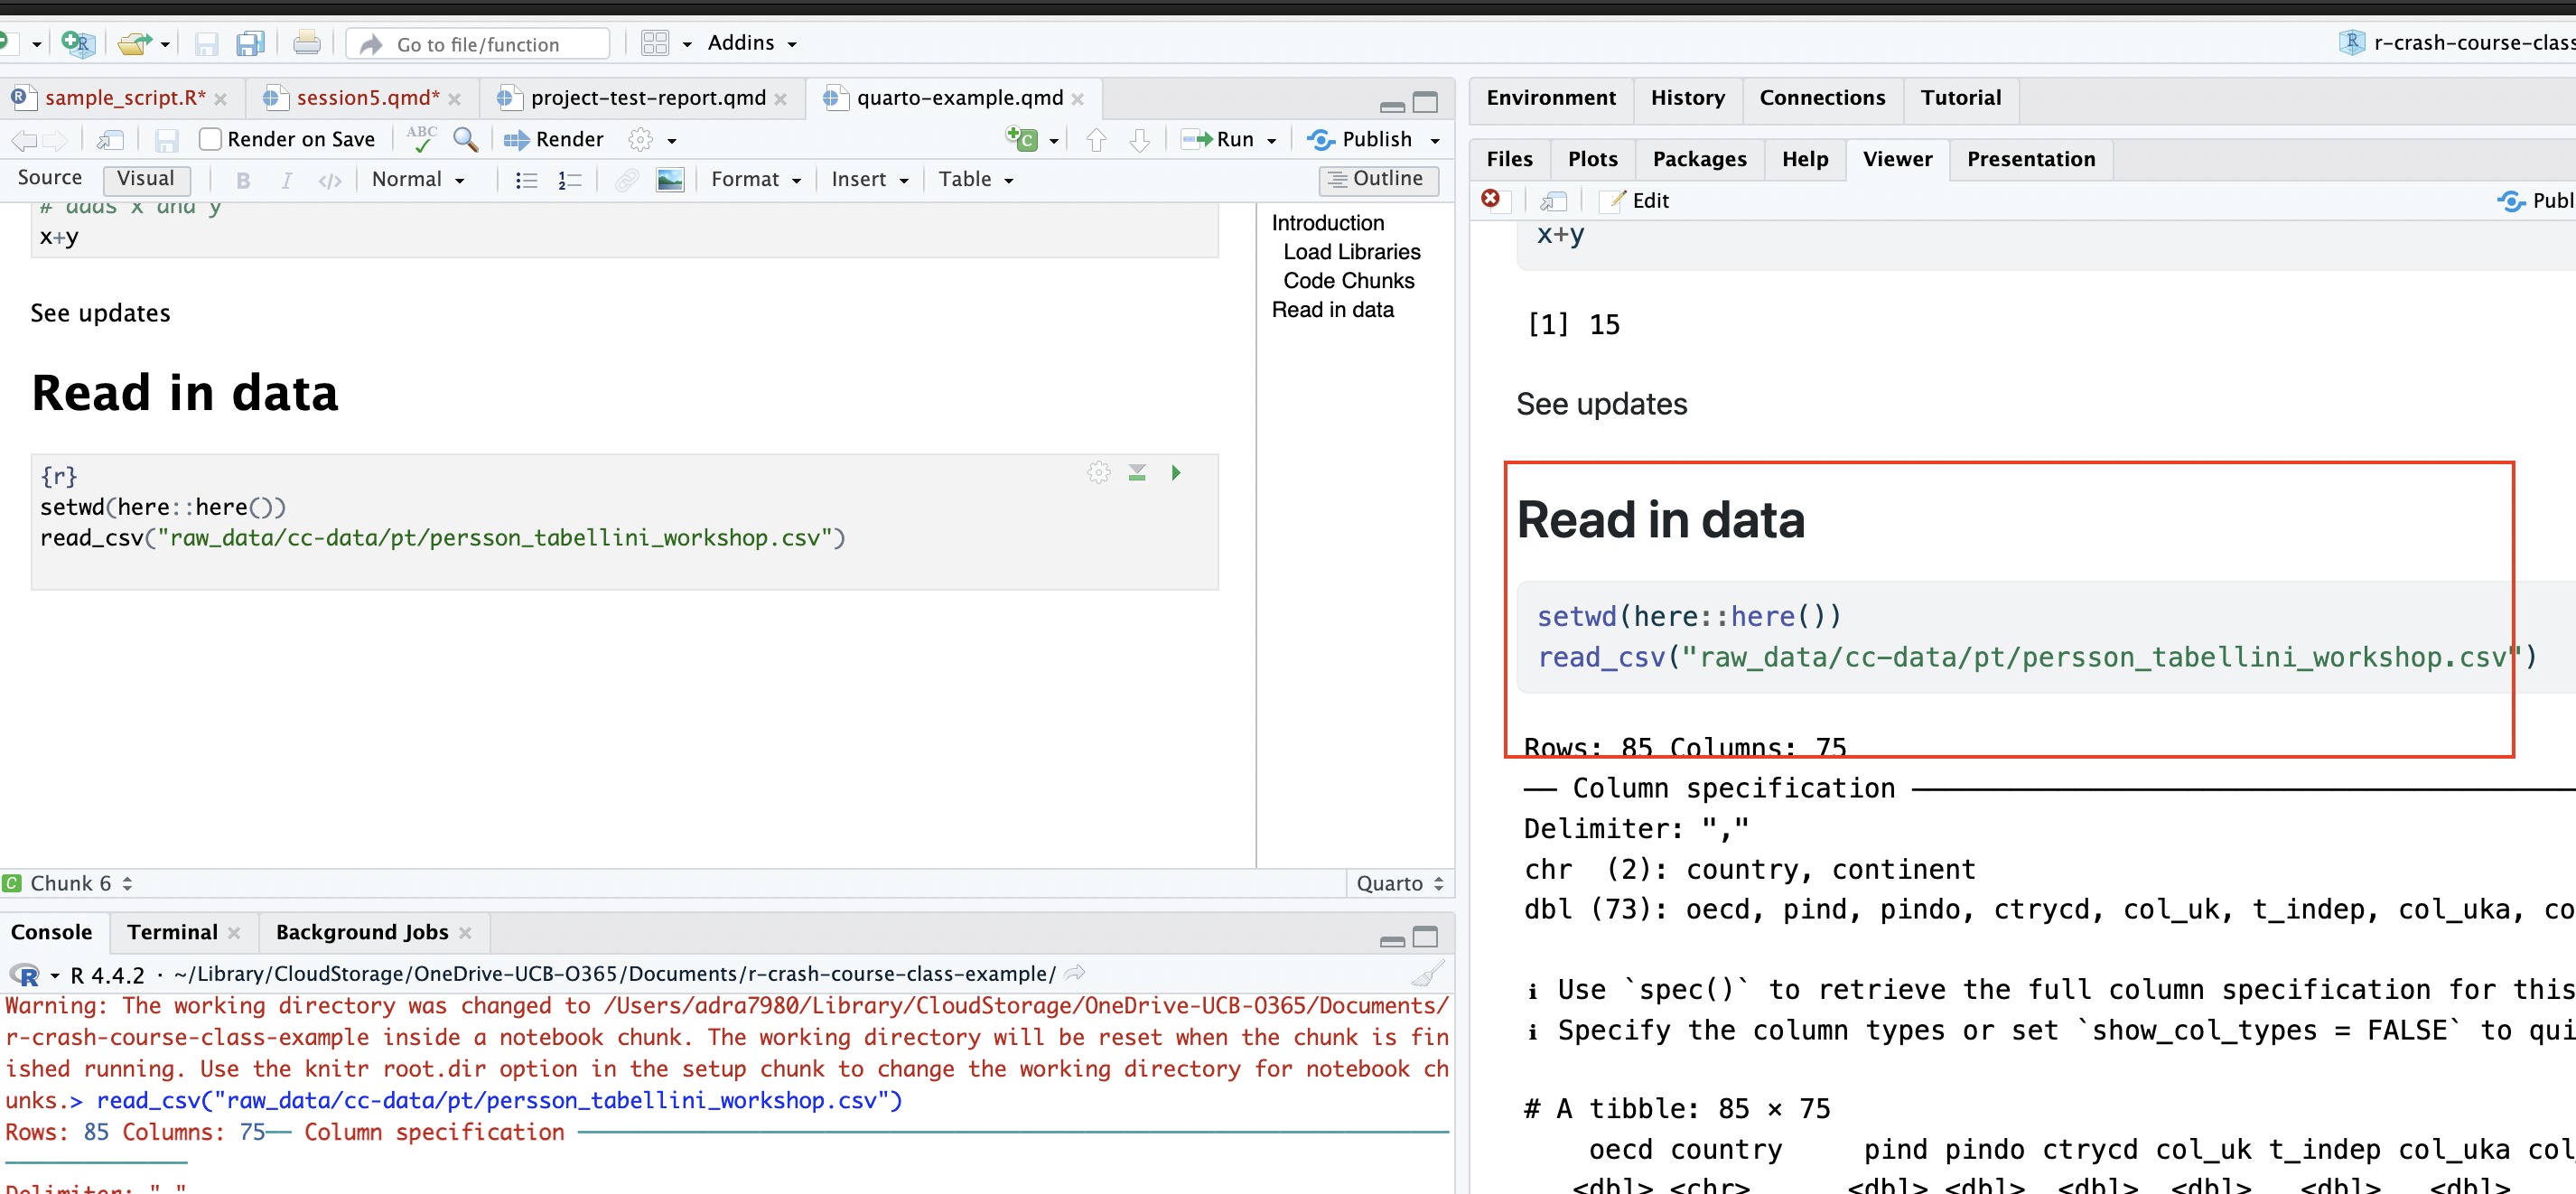 Go to file/function
Addins
r-crash-course-class
sample_script.R*
session5.qmd*
project-test-report.qmd
quarto-example.qmd
Render on Save
ABC
Render
Run
Publish
Source
Visual
B
I
</>
Normal
Format
Insert
Table
Outline
# adds x and y
x+y
See updates
Read in data
{r}
setwd(here::here())
read_csv("raw_data/cc-data/pt/persson_tabellini_workshop.csv")
Introduction
Load Libraries
Code Chunks
Read in data
C Chunk 6
Quarto
Console
Terminal
Background Jobs
R 4.4.2 · ~/Library/CloudStorage/OneDrive-UCB-O365/Documents/r-crash-course-class-example/
Warning: The working directory was changed to /Users/adra7980/Library/CloudStorage/OneDrive-UCB-O365/Documents/
r-crash-course-class-example inside a notebook chunk. The working directory will be reset when the chunk is fin
ished running. Use the knitr root.dir option in the setup chunk to change the working directory for notebook ch
unks.> read_csv("raw_data/cc-data/pt/persson_tabellini_workshop.csv")
Rows: 85 Columns: 75── Column specification ──────────
Delimiter: ","
Environment
History
Connections
Tutorial
Files
Plots
Packages
Help
Viewer
Presentation
Edit
Publ
x+y
[1] 15
See updates
Read in data
setwd(here::here())
read_csv("raw_data/cc-data/pt/persson_tabellini_workshop.csv")
Rows: 85 Columns: 75
── Column specification ──────────
Delimiter: ","
chr  (2): country, continent
dbl (73): oecd, pind, pindo, ctrycd, col_uk, t_indep, col_uka, co
ℹ Use `spec()` to retrieve the full column specification for this
ℹ Specify the column types or set `show_col_types = FALSE` to qui
# A tibble: 85 × 75
oecd country pind pindo ctrycd col_uk t_indep col_uka col_
<dbl> <chr> <dbl> <dbl> <dbl> <dbl> <dbl> <dbl>